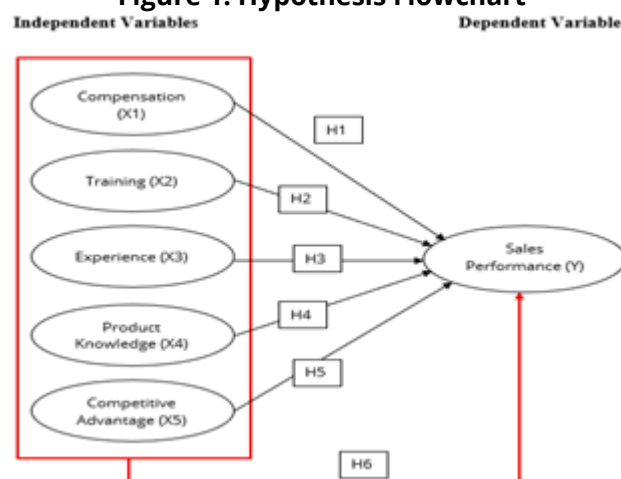 Figure 1. Hypothesis Flowchart
Independent Variables
Dependent Variable
Compensation
(X1)
H1
Training (X2)
H2
Experience (X3)
H3
Sales
Performance (Y)
Product
Knowledge (X4)
H4
H5
Competitive
Advantage (X5)
H6